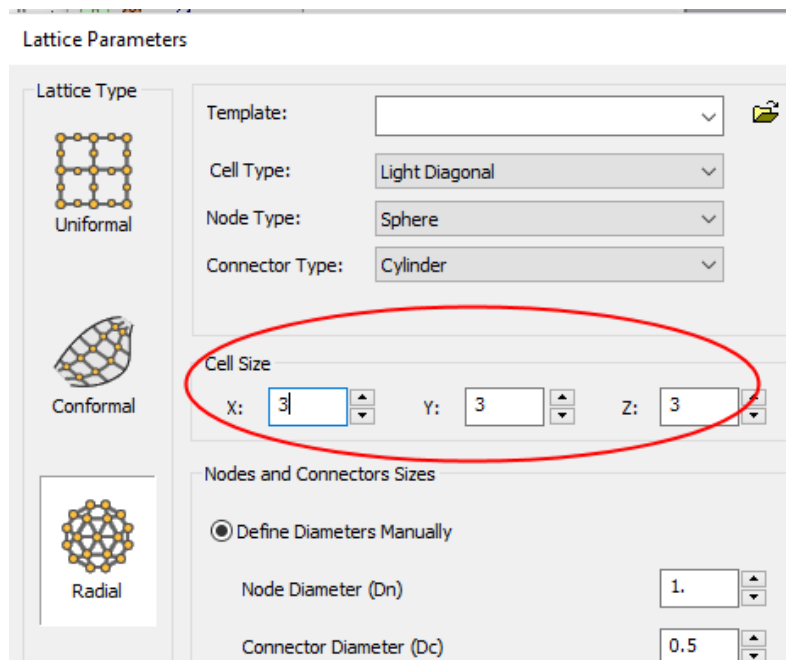 Lattice Parameters
Lattice Type
Uniformal
Conformal
Radial
Template:
Cell Type: Light Diagonal
Node Type: Sphere
Connector Type: Cylinder
Cell Size
X: 3 Y: 3 Z: 3
Nodes and Connectors Sizes
Define Diameters Manually
Node Diameter (Dn) 1.
Connector Diameter (Dc) 0.5